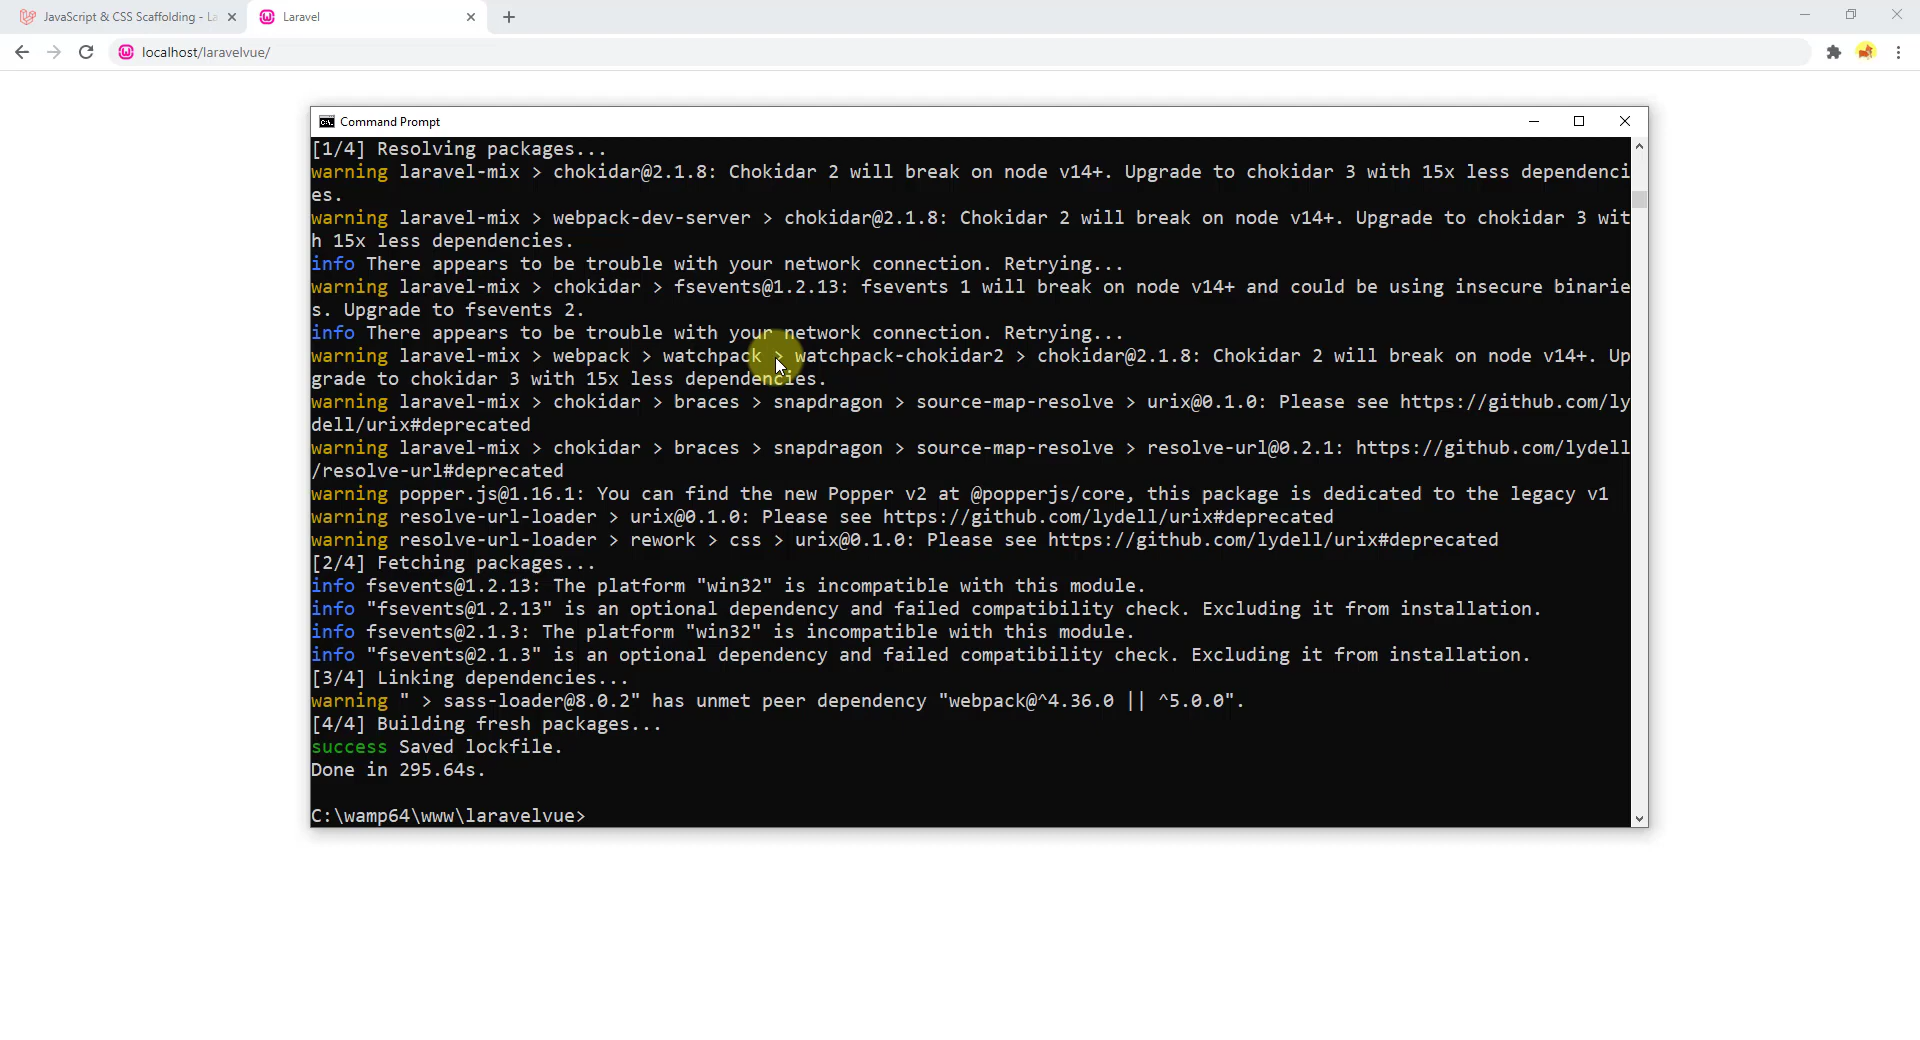 JavaScript & CSS Scaffolding - La
Laravel
localhost/laravelvue/
Command Prompt
[1/4] Resolving packages...
warning laravel-mix > chokidar@2.1.8: Chokidar 2 will break on node v14+. Upgrade to chokidar 3 with 15x less dependenci
es.
warning laravel-mix > webpack-dev-server > chokidar@2.1.8: Chokidar 2 will break on node v14+. Upgrade to chokidar 3 wit
h 15x less dependencies.
info There appears to be trouble with your network connection. Retrying...
warning laravel-mix > chokidar > fsevents@1.2.13: fsevents 1 will break on node v14+ and could be using insecure binarie
s. Upgrade to fsevents 2.
info There appears to be trouble with your network connection. Retrying...
warning laravel-mix > webpack > watchpack > watchpack-chokidar2 > chokidar@2.1.8: Chokidar 2 will break on node v14+. Up
grade to chokidar 3 with 15x less dependencies.
warning laravel-mix > chokidar > braces > snapdragon > source-map-resolve > urix@0.1.0: Please see https://github.com/ly
dell/urix#deprecated
warning laravel-mix > chokidar > braces > snapdragon > source-map-resolve > resolve-url@0.2.1: https://github.com/lydell
/resolve-url#deprecated
warning popper.js@1.16.1: You can find the new Popper v2 at @popperjs/core, this package is dedicated to the legacy v1
warning resolve-url-loader > urix@0.1.0: Please see https://github.com/lydell/urix#deprecated
warning resolve-url-loader > rework > css > urix@0.1.0: Please see https://github.com/lydell/urix#deprecated
[2/4] Fetching packages...
info fsevents@1.2.13: The platform "win32" is incompatible with this module.
info "fsevents@1.2.13" is an optional dependency and failed compatibility check. Excluding it from installation.
info fsevents@2.1.3: The platform "win32" is incompatible with this module.
info "fsevents@2.1.3" is an optional dependency and failed compatibility check. Excluding it from installation.
[3/4] Linking dependencies...
warning " > sass-loader@8.0.2" has unmet peer dependency "webpack@^4.36.0 || ^5.0.0".
[4/4] Building fresh packages...
success Saved lockfile.
Done in 295.64s.
C:\wamp64\www\laravelvue>